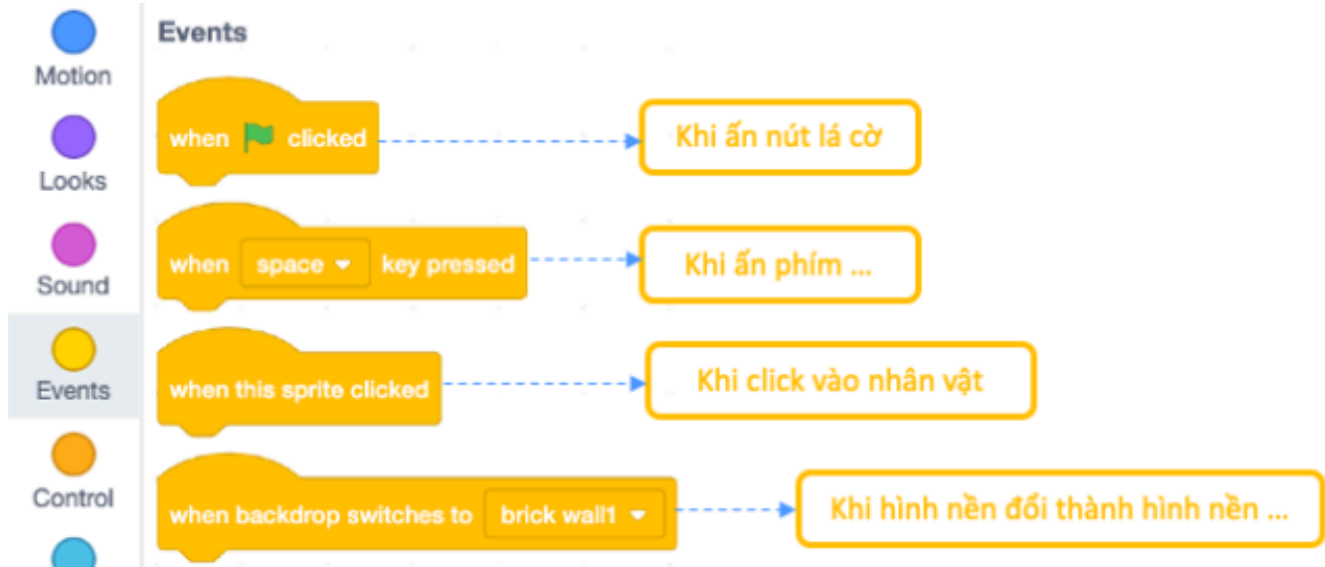 Motion
Looks
Sound
Events
Control
Events
when clicked
Khi ấn nút lá cờ
when space key pressed
Khi ấn phím ...
when this sprite clicked
Khi click vào nhân vật
when backdrop switches to brick wall1
Khi hình nền đổi thành hình nền ...